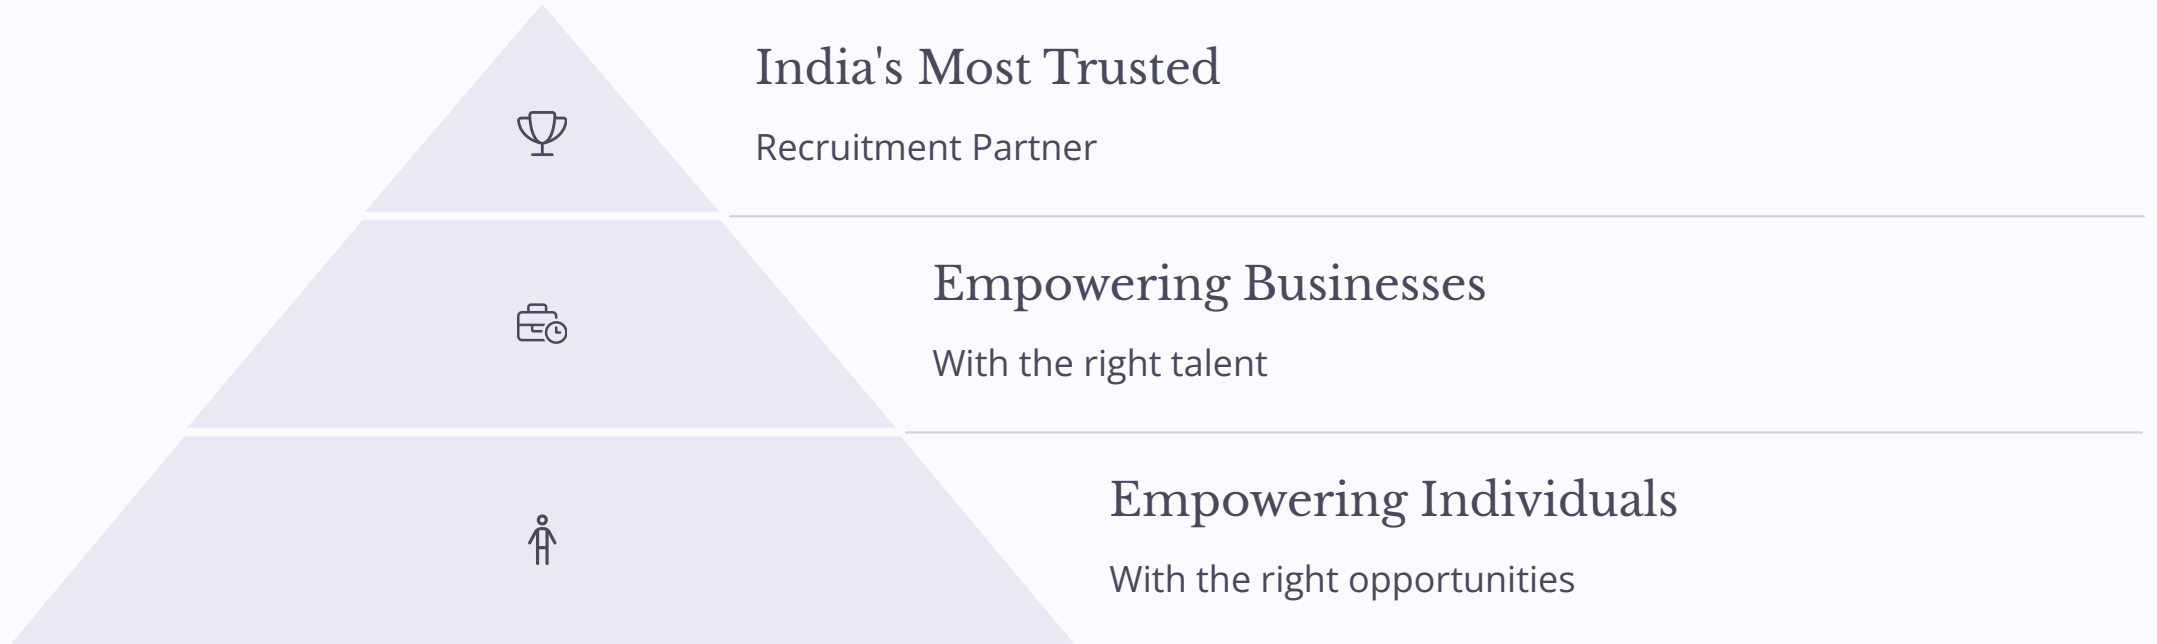 India's Most Trusted
Recruitment Partner
Empowering Businesses
With the right talent
Empowering Individuals
With the right opportunities